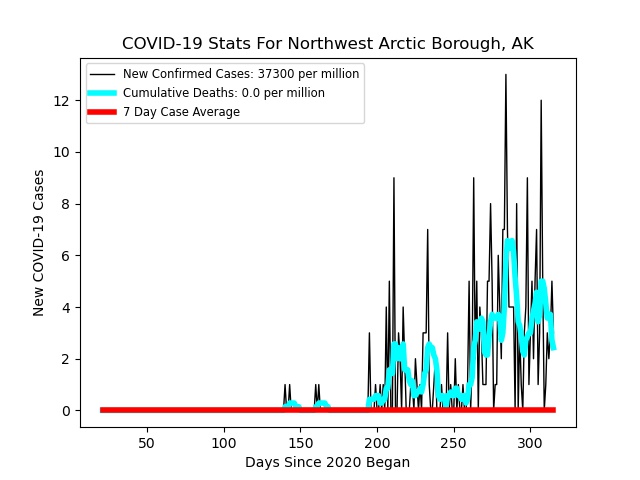 COVID-19 Stats For Northwest Arctic Borough, AK
New Confirmed Cases: 37300 per million
Cumulative Deaths: 0.0 per million
7 Day Case Average
New COVID-19 Cases
12
10
8
6
4
2
0
50 100 150 200 250 300
Days Since 2020 Began